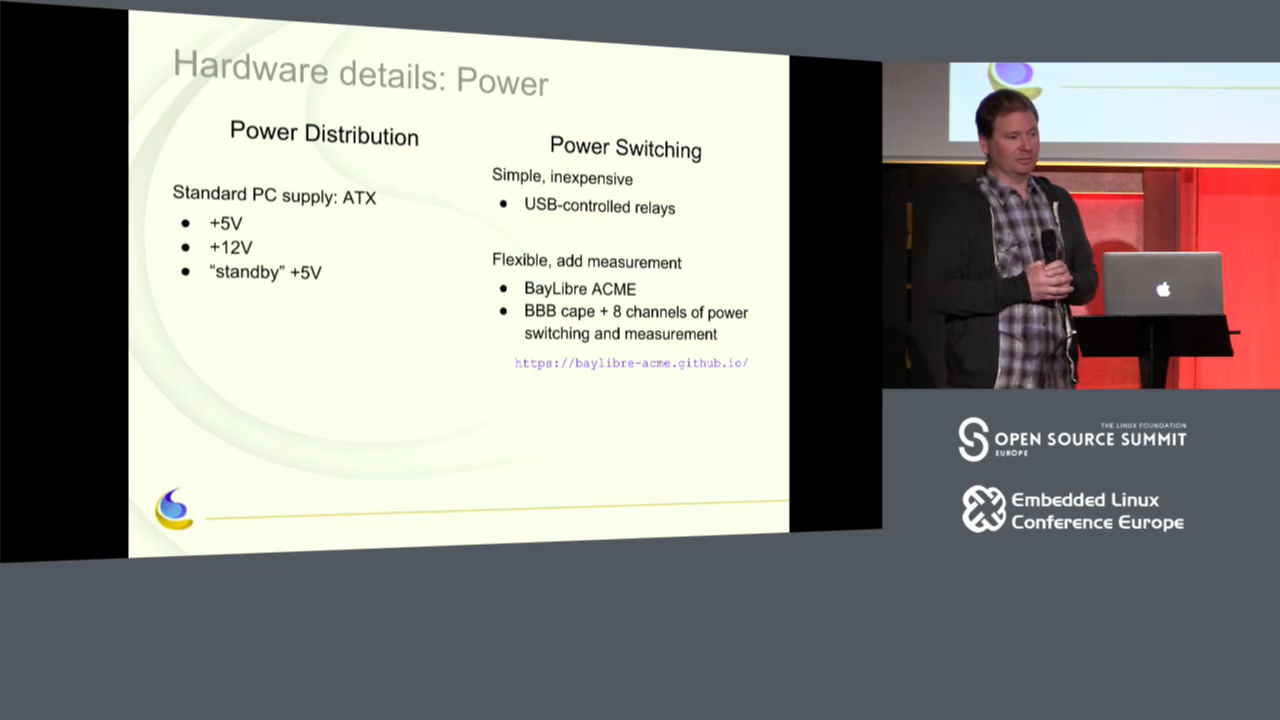 Hardware details: Power
Power Distribution
Standard PC supply: ATX
● +5V
● +12V
● “standby” +5V
Power Switching
Simple, inexpensive
● USB-controlled relays
Flexible, add measurement
● BayLibre ACME
● BBB cape + 8 channels of power
switching and measurement
https://baylibre-acme.github.io/
THE LINUX FOUNDATION
OPEN SOURCE SUMMIT
EUROPE
Embedded Linux
Conference Europe